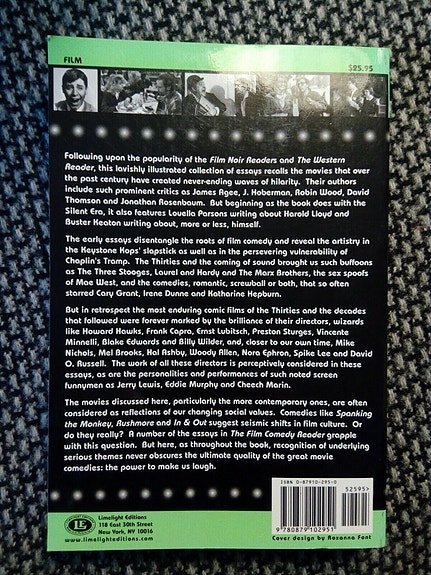 FILM
$25.95
Following upon the popularity of the Film Noir Readers and The Western
Reader, this lavishly illustrated collection of essays recalls the movies that over
the past century have created never-ending waves of hilarity. Their authors
include such prominent critics as James Agee, J. Hoberman, Robin Wood, David
Thomson and Jonathan Rosenbaum. But beginning as the book does with the
Silent Era, it also features Louella Parsons writing about Harold Lloyd and
Buster Keaton writing about, more or less, himself.
The early essays disentangle the roots of film comedy and reveal the artistry in
the Keystone Kops' slapstick as well as in the persevering vulnerability of
Chaplin's Tramp. The Thirties and the coming of sound brought us such buffoons
as The Three Stooges, Laurel and Hardy and The Marx Brothers, the sex spoofs
of Mae West, and the comedies, romantic, screwball or both, that so often
starred Cary Grant, Irene Dunne and Katharine Hepburn.
But in retrospect the most enduring comic films of the Thirties and the decades
that followed were forever marked by the brilliance of their directors, wizards
like Howard Hawks, Frank Capra, Ernst Lubitsch, Preston Sturges, Vincente
Minnelli, Blake Edwards and Billy Wilder, and, closer to our own time, Mike
Nichols, Mel Brooks, Hal Ashby, Woody Allen, Nora Ephron, Spike Lee and David
O. Russell. The work of all these directors is perceptively considered in these
essays, as are the personalities and performances of such noted screen
funnymen as Jerry Lewis, Eddie Murphy and Cheech Marin.
The movies discussed here, particularly the more contemporary ones, are often
considered as reflections of our changing social values. Comedies like Spanking
the Monkey, Rushmore and In & Out suggest seismic shifts in film culture. Or
do they really? A number of the essays in The Film Comedy Reader grapple
with this question. But here, as throughout the book, recognition of underlying
serious themes never obscures the ultimate quality of the great movie
comedies: the power to make us laugh.
ISBN 0-87910-295-0
52595>
9 780879 102951
LE
Limelight Editions
118 East 30th Street
New York, NY 10016
www.limelighteditions.com
Cover design by Roxanna Font